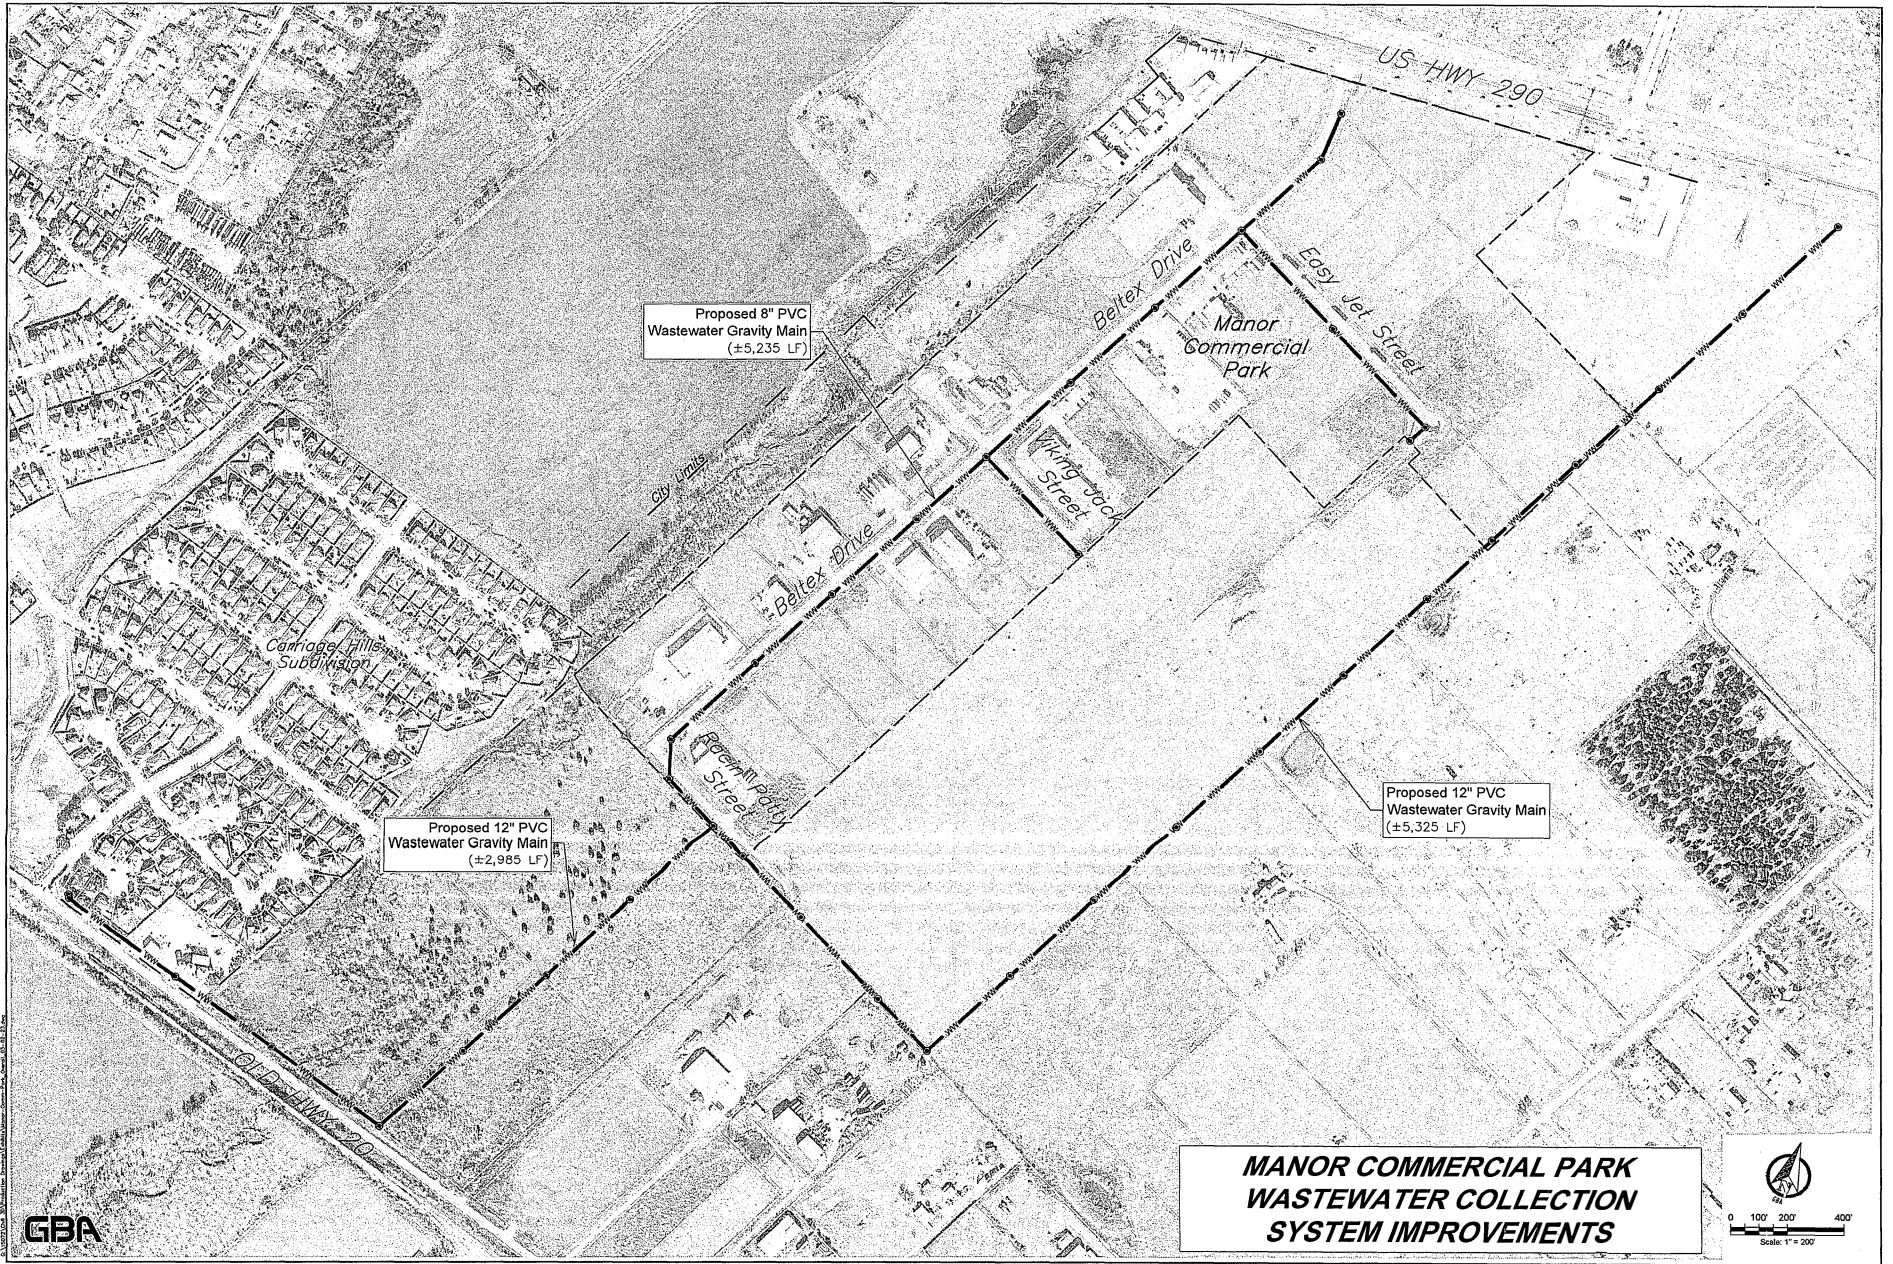 US HWY 290
Proposed 8" PVC
Wastewater Gravity Main
(±5,235 LF)
Beltex Drive
Easy Jet Street
Manor
Commercial
Park
City Limits
Viking Jack
Street
Beltex Drive
Carriage Hills
Subdivision
Street
Proposed 12" PVC
Wastewater Gravity Main
(±2,985 LF)
Proposed 12" PVC
Wastewater Gravity Main
(±5,325 LF)
Old Hwy 20
MANOR COMMERCIAL PARK
WASTEWATER COLLECTION
SYSTEM IMPROVEMENTS
GBA
GBA
0 100' 200' 400'
Scale: 1" = 200'